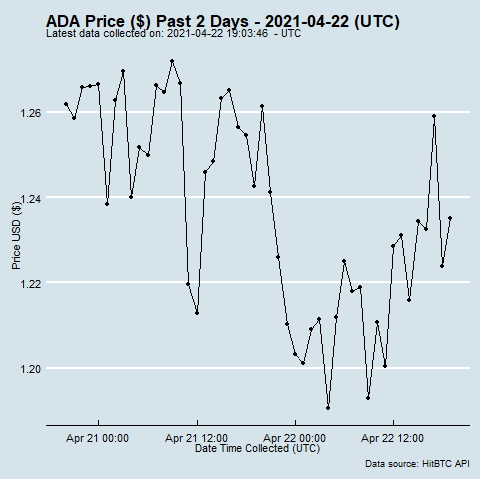 ADA Price ($) Past 2 Days - 2021-04-22 (UTC)
Latest data collected on: 2021-04-22 19:03:46 - UTC
1.26
1.24
1.22
1.20
Price USD ($)
Apr 21 00:00 Apr 21 12:00 Apr 22 00:00 Apr 22 12:00
Date Time Collected (UTC)
Data source: HitBTC API